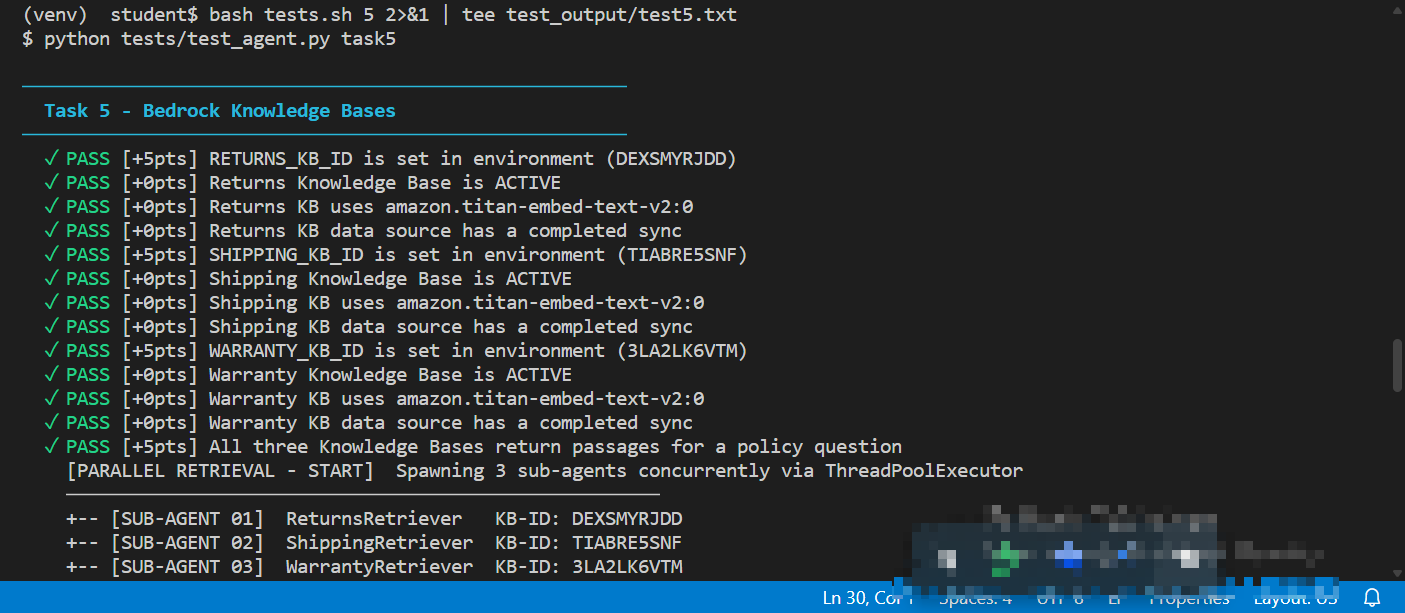 (venv)  student$ bash tests.sh 5 2>&1 | tee test_output/test5.txt
$ python tests/test_agent.py task5
Task 5 - Bedrock Knowledge Bases
✓ PASS [+5pts] RETURNS_KB_ID is set in environment (DEXSMYRJDD)
✓ PASS [+0pts] Returns Knowledge Base is ACTIVE
✓ PASS [+0pts] Returns KB uses amazon.titan-embed-text-v2:0
✓ PASS [+0pts] Returns KB data source has a completed sync
✓ PASS [+5pts] SHIPPING_KB_ID is set in environment (TIABRE5SNF)
✓ PASS [+0pts] Shipping Knowledge Base is ACTIVE
✓ PASS [+0pts] Shipping KB uses amazon.titan-embed-text-v2:0
✓ PASS [+0pts] Shipping KB data source has a completed sync
✓ PASS [+5pts] WARRANTY_KB_ID is set in environment (3LA2LK6VTM)
✓ PASS [+0pts] Warranty Knowledge Base is ACTIVE
✓ PASS [+0pts] Warranty KB uses amazon.titan-embed-text-v2:0
✓ PASS [+0pts] Warranty KB data source has a completed sync
✓ PASS [+5pts] All three Knowledge Bases return passages for a policy question
[PARALLEL RETRIEVAL - START]  Spawning 3 sub-agents concurrently via ThreadPoolExecutor
+-- [SUB-AGENT 01]  ReturnsRetriever   KB-ID: DEXSMYRJDD
+-- [SUB-AGENT 02]  ShippingRetriever  KB-ID: TIABRE5SNF
+-- [SUB-AGENT 03]  WarrantyRetriever  KB-ID: 3LA2LK6VTM
Ln 30, Spaces: 4 Properties Layout: